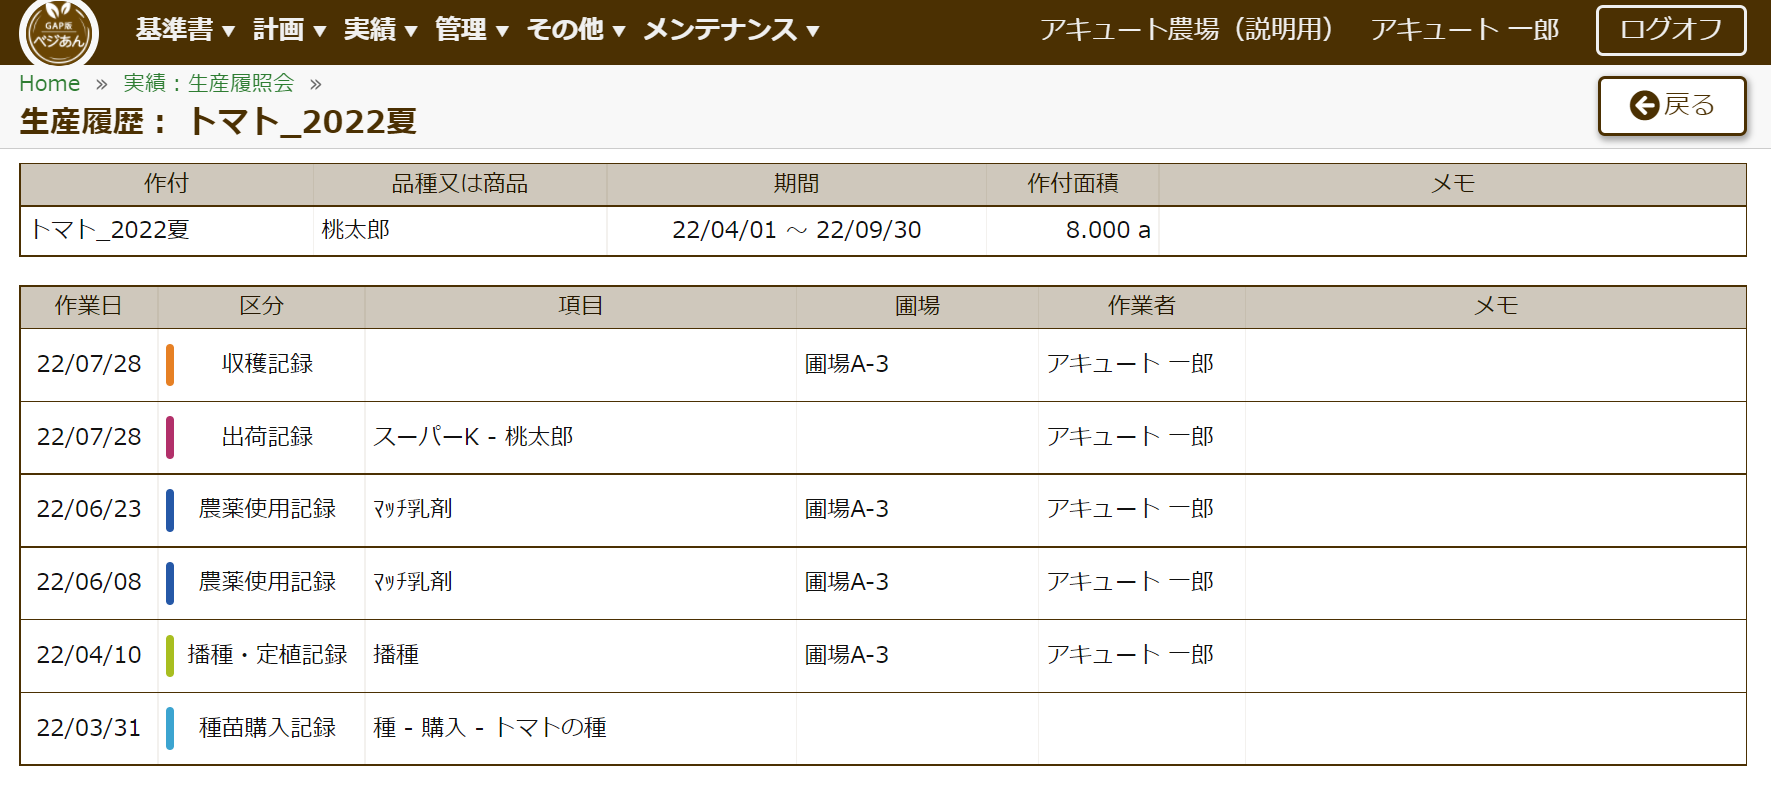 GAP版
ベジあん
基準書 ▼ 計画 ▼ 実績 ▼ 管理 ▼ その他 ▼ メンテナンス ▼ アキュート農場（説明用） アキュート 一郎 ログオフ
Home » 実績：生産履照会 »
生産履歴： トマト_2022夏
戻る
作付 品種又は商品 期間 作付面積 メモ
トマト_2022夏 桃太郎 22/04/01 ～ 22/09/30 8.000 a
作業日 区分 項目 圃場 作業者 メモ
22/07/28 収穫記録 圃場A-3 アキュート 一郎
22/07/28 出荷記録 スーパーK - 桃太郎 アキュート 一郎
22/06/23 農薬使用記録 ﾏｯﾁ乳剤 圃場A-3 アキュート 一郎
22/06/08 農薬使用記録 ﾏｯﾁ乳剤 圃場A-3 アキュート 一郎
22/04/10 播種・定植記録 播種 圃場A-3 アキュート 一郎
22/03/31 種苗購入記録 種 - 購入 - トマトの種